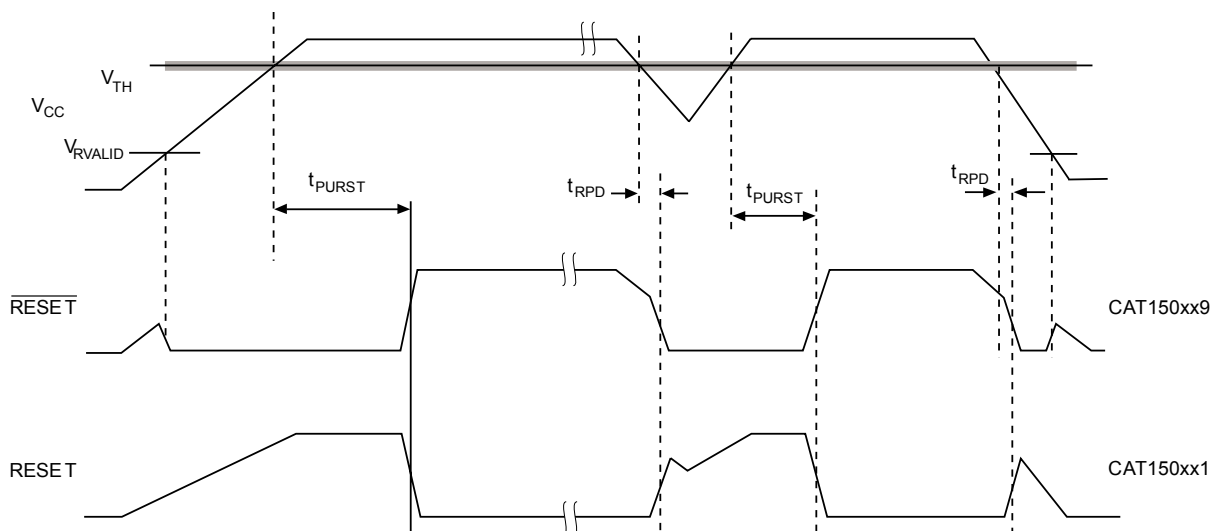 V_TH
V_CC
V_RVALID
t_PURST
t_RPD
t_PURST
t_RPD
RESET
CAT150xx9
RESET
CAT150xx1